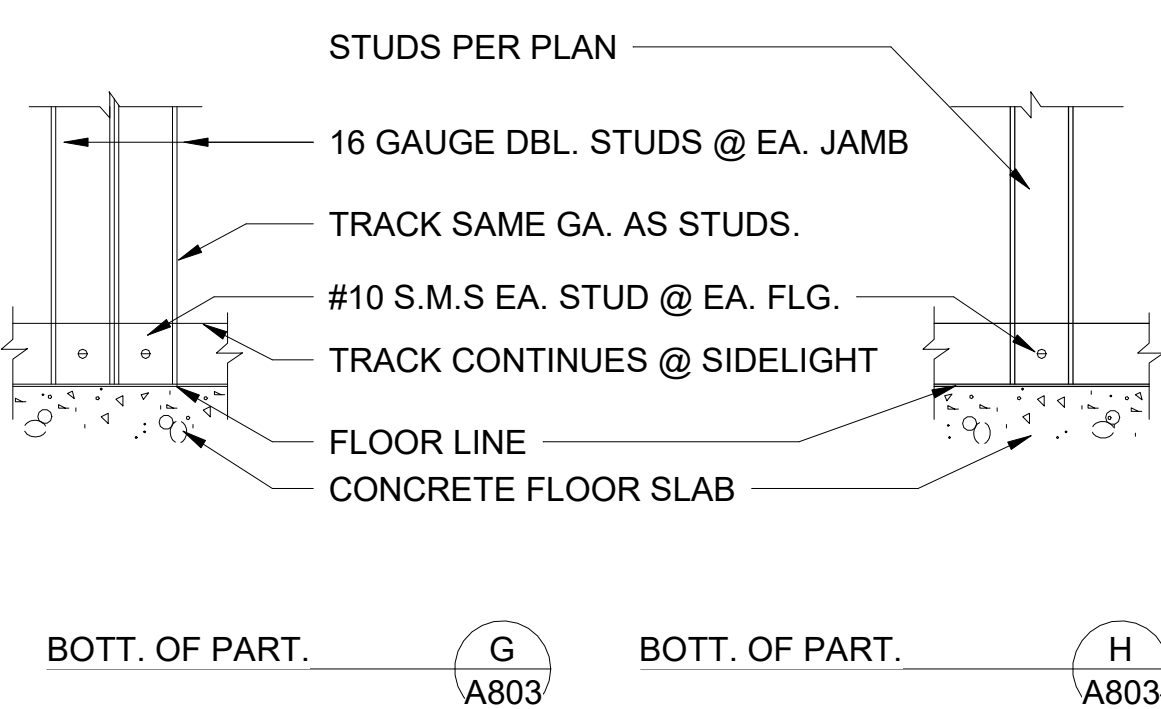 STUDS PER PLAN
16 GAUGE DBL. STUDS @ EA. JAMB
TRACK SAME GA. AS STUDS.
#10 S.M.S EA. STUD @ EA. FLG.
TRACK CONTINUES @ SIDELIGHT
FLOOR LINE
CONCRETE FLOOR SLAB
BOTT. OF PART.
G
A803
BOTT. OF PART.
H
A803